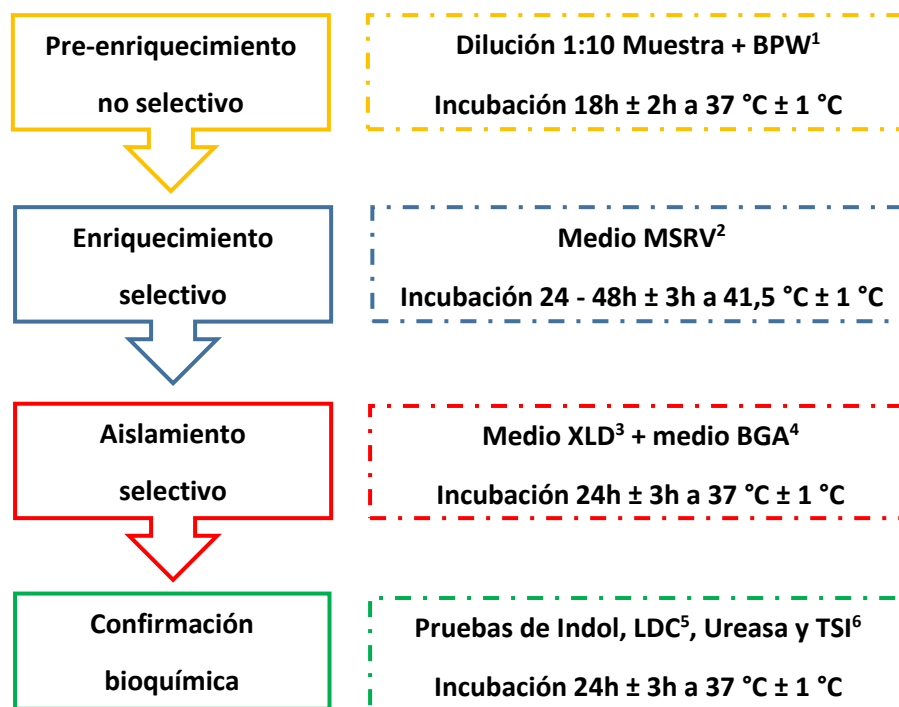 Pre-enriquecimiento
no selectivo
Dilución 1:10 Muestra + BPW¹
Incubación 18h ± 2h a 37 °C ± 1 °C
Enriquecimiento
selectivo
Medio MSRV²
Incubación 24 - 48h ± 3h a 41,5 °C ± 1 °C
Aislamiento
selectivo
Medio XLD³ + medio BGA⁴
Incubación 24h ± 3h a 37 °C ± 1 °C
Confirmación
bioquímica
Pruebas de Indol, LDC⁵, Ureasa y TSI⁶
Incubación 24h ± 3h a 37 °C ± 1 °C